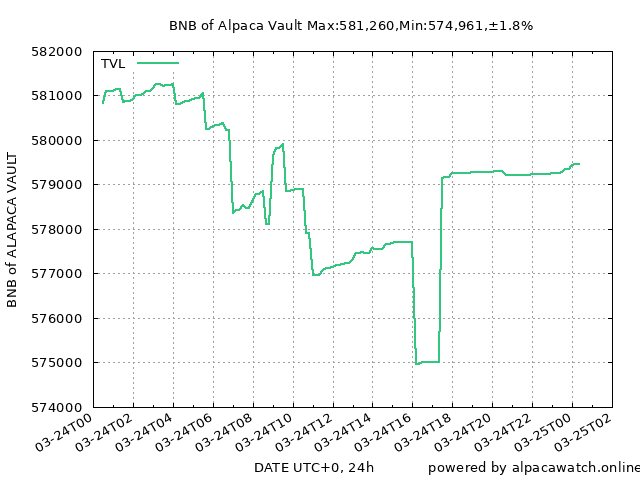 BNB of Alpaca Vault Max:581,260,Min:574,961,±1.8%
TVL
582000
581000
580000
579000
578000
577000
576000
575000
574000
BNB of ALAPACA VAULT
03-24T00
03-24T02
03-24T04
03-24T06
03-24T08
03-24T10
03-24T12
03-24T14
03-24T16
03-24T18
03-24T20
03-24T22
03-25T00
03-25T02
DATE UTC+0, 24h
powered by alpacawatch.online